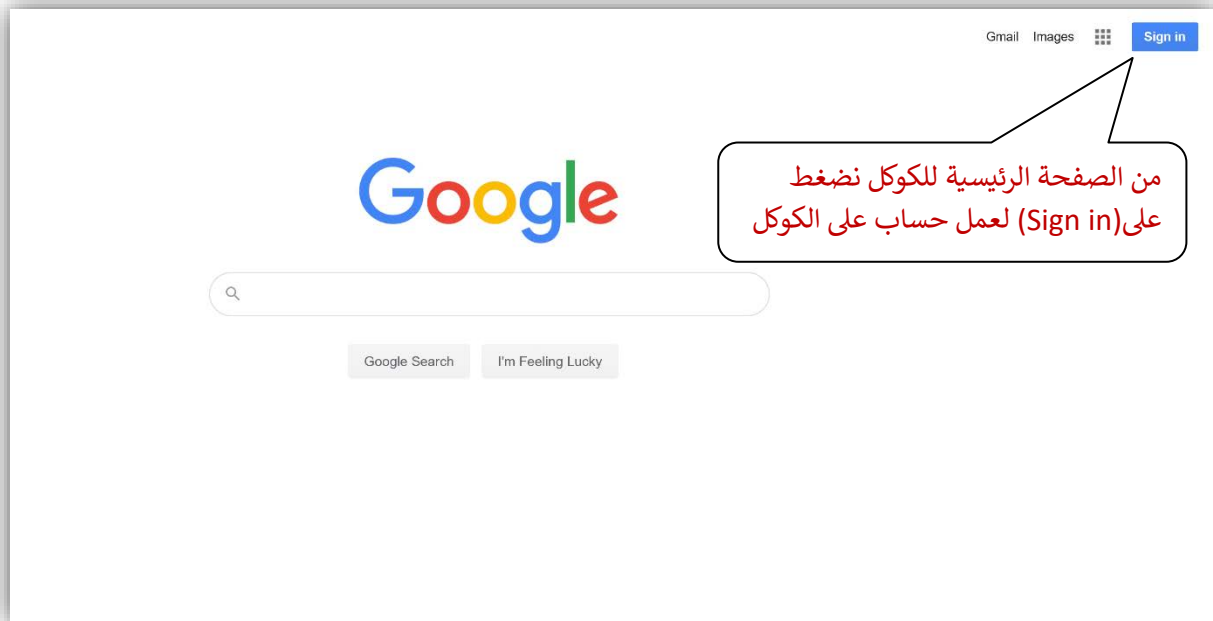 Gmail Images Sign in
Google
من الصفحة الرئيسية للكوكل نضغط
على(Sign in) لعمل حساب على الكوكل
Google Search I'm Feeling Lucky